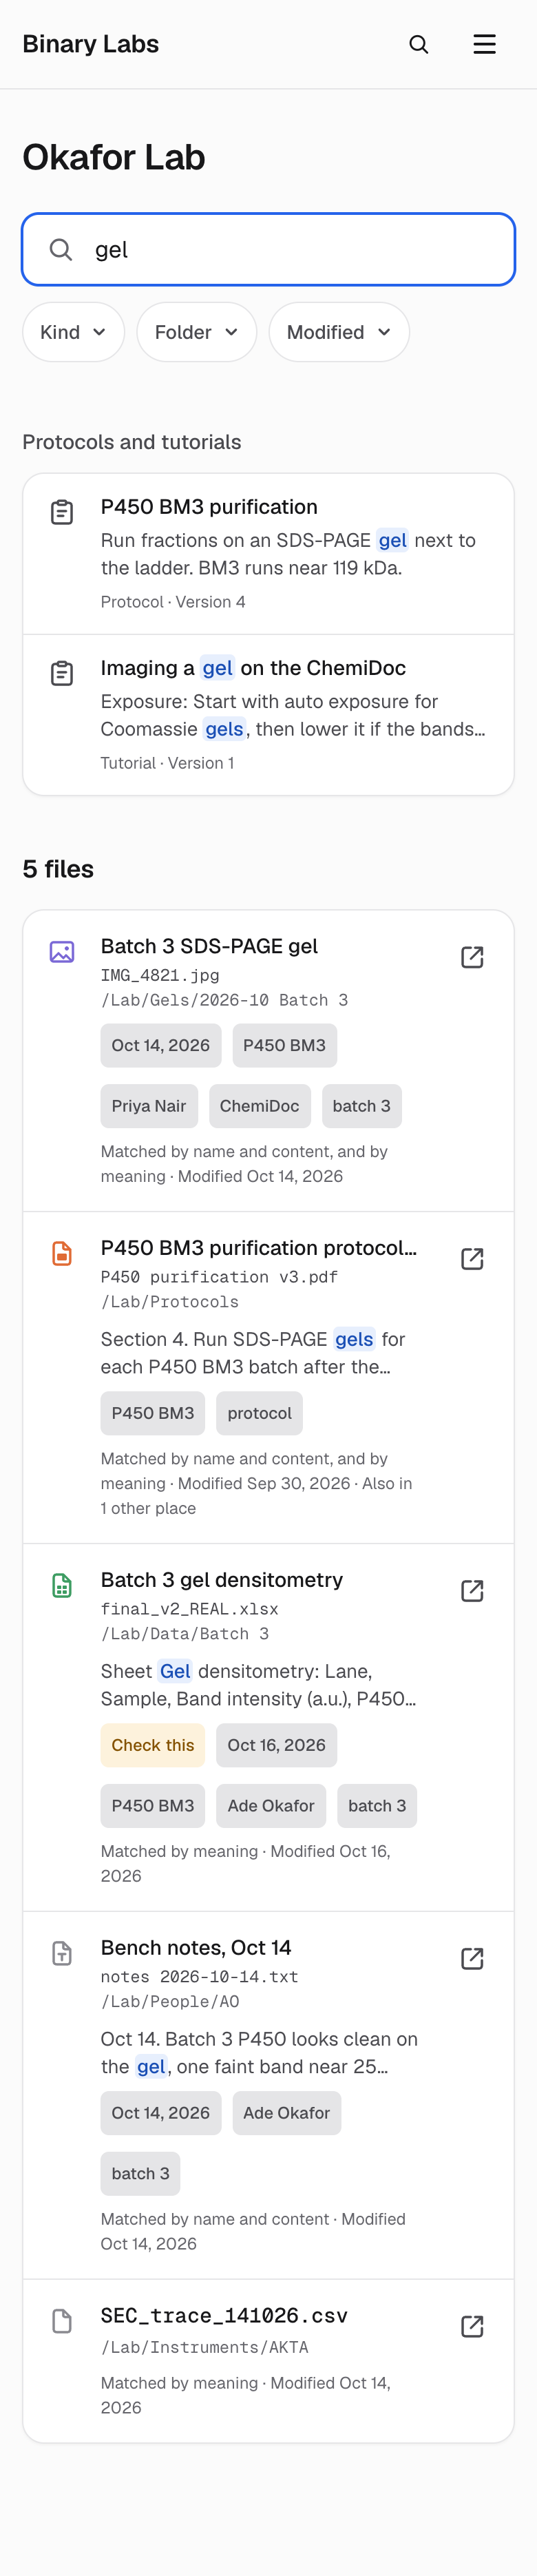 Binary Labs
Okafor Lab
gel
Kind
Folder
Modified
Protocols and tutorials
P450 BM3 purification
Run fractions on an SDS-PAGE gel next to
the ladder. BM3 runs near 119 kDa.
Protocol · Version 4
Imaging a gel on the ChemiDoc
Exposure: Start with auto exposure for
Coomassie gels, then lower it if the bands…
Tutorial · Version 1
5 files
Batch 3 SDS-PAGE gel
IMG_4821.jpg
/Lab/Gels/2026-10 Batch 3
Oct 14, 2026
P450 BM3
Priya Nair
ChemiDoc
batch 3
Matched by name and content, and by
meaning · Modified Oct 14, 2026
P450 BM3 purification protocol…
P450 purification v3.pdf
/Lab/Protocols
Section 4. Run SDS-PAGE gels for
each P450 BM3 batch after the…
P450 BM3
protocol
Matched by name and content, and by
meaning · Modified Sep 30, 2026 · Also in
1 other place
Batch 3 gel densitometry
final_v2_REAL.xlsx
/Lab/Data/Batch 3
Sheet Gel densitometry: Lane,
Sample, Band intensity (a.u.), P450…
Check this
Oct 16, 2026
P450 BM3
Ade Okafor
batch 3
Matched by meaning · Modified Oct 16,
2026
Bench notes, Oct 14
notes 2026-10-14.txt
/Lab/People/AO
Oct 14. Batch 3 P450 looks clean on
the gel, one faint band near 25…
Oct 14, 2026
Ade Okafor
batch 3
Matched by name and content · Modified
Oct 14, 2026
SEC_trace_141026.csv
/Lab/Instruments/AKTA
Matched by meaning · Modified Oct 14,
2026